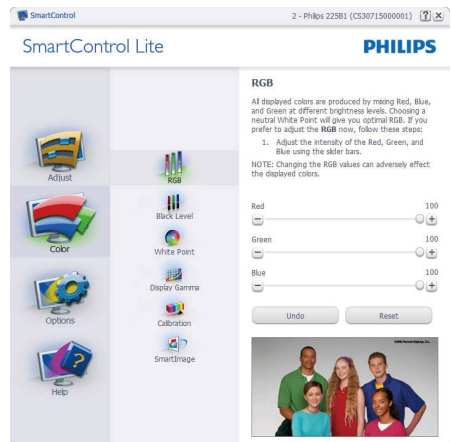 SmartControl
2 - Philips 225B1 (CS30715000001)
SmartControl Lite
PHILIPS
Adjust
Color
Options
Help
RGB
Black Level
White Point
Display Gamma
Calibration
SmartImage
RGB
All displayed colors are produced by mixing Red, Blue,
and Green at different brightness levels. Choosing a
neutral White Point will give you optimal RGB. If you
prefer to adjust the RGB now, follow these steps:
1. Adjust the intensity of the Red, Green, and
Blue using the slider bars.
NOTE: Changing the RGB values can adversely effect
the displayed colors.
Red 100
Green 100
Blue 100
Undo
Reset